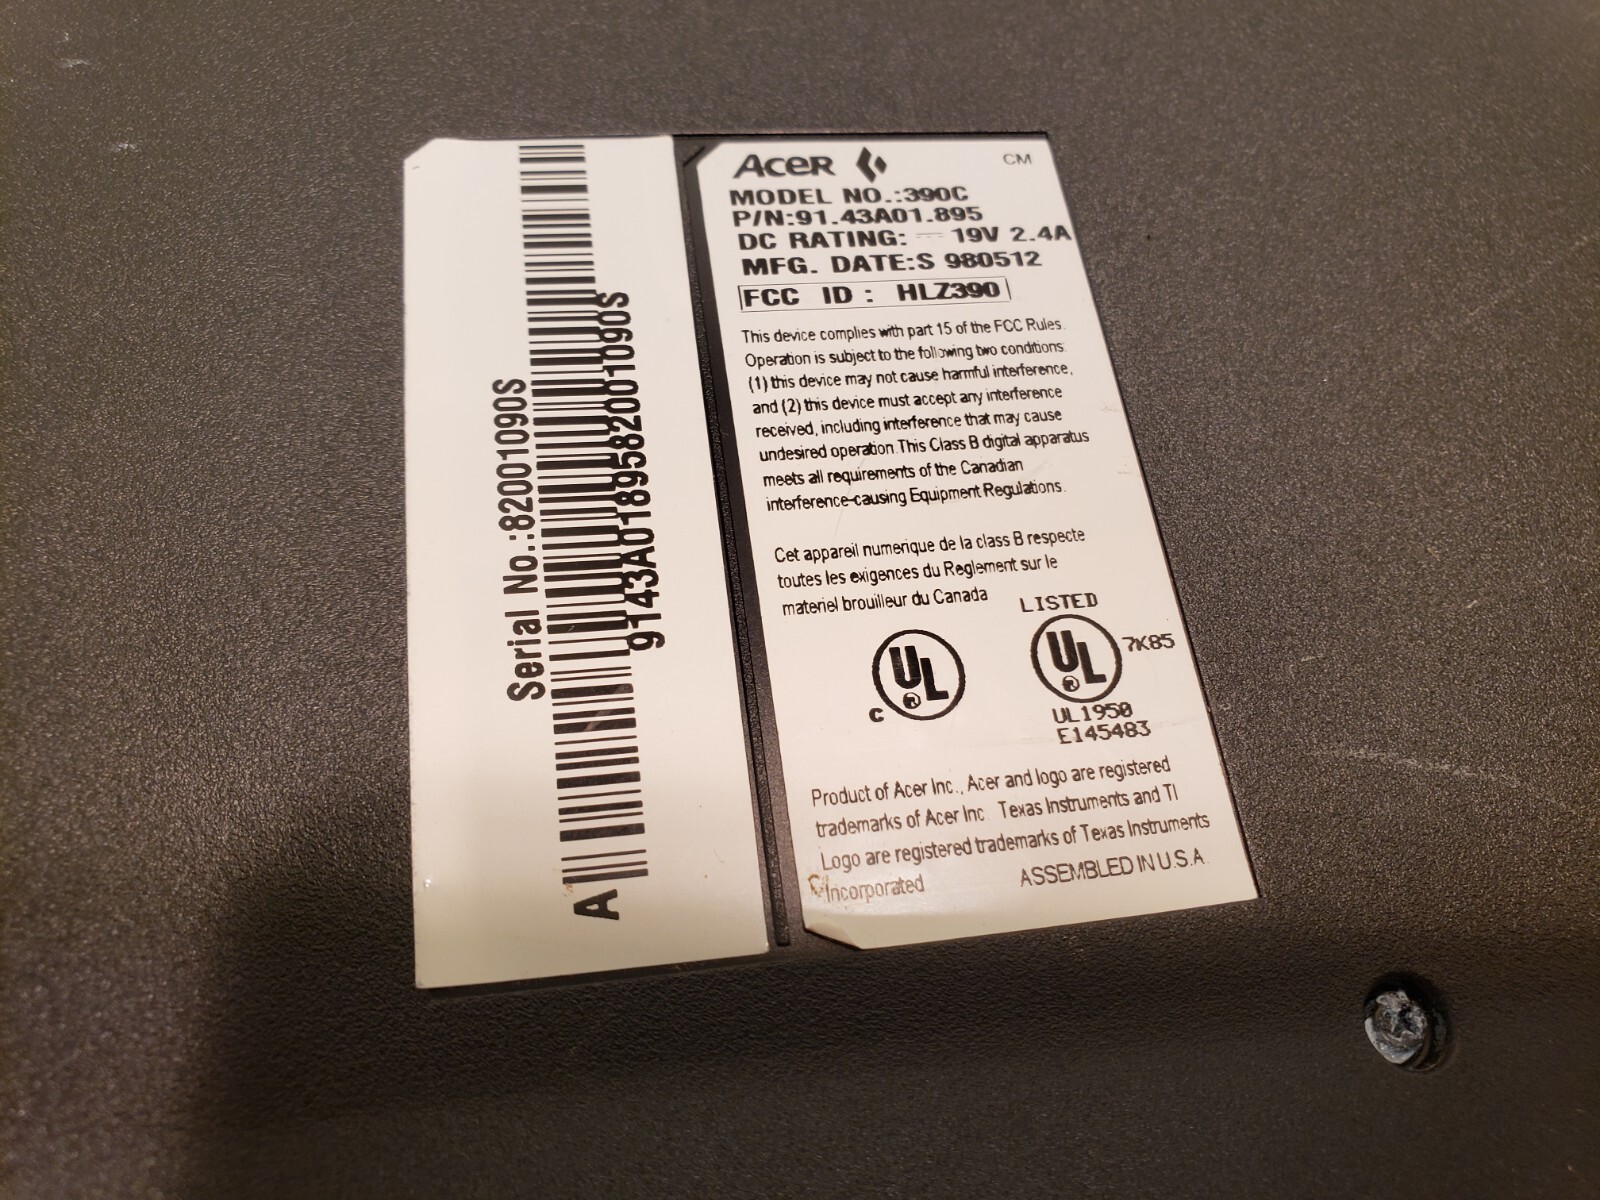 Serial No.:82001090S
9143A0189582001090S
A
ACER
CM
MODEL NO.:390C
P/N:91.43A01.895
DC RATING: ⎓ 19V 2.4A
MFG. DATE:S 980512
FCC ID : HLZ390
This device complies with part 15 of the FCC Rules.
Operation is subject to the following two conditions:
(1) this device may not cause harmful interference,
and (2) this device must accept any interference
received, including interference that may cause
undesired operation.This Class B digital apparatus
meets all requirements of the Canadian
interference-causing Equipment Regulations.
Cet appareil numerique de la class B respecte
toutes les exigences du Reglement sur le
materiel brouilleur du Canada
LISTED
UL ®
c
UL ®
7K85
UL1950
E145483
Product of Acer Inc., Acer and logo are registered
trademarks of Acer Inc. Texas Instruments and TI
Logo are registered trademarks of Texas Instruments
Incorporated
ASSEMBLED IN U.S.A.